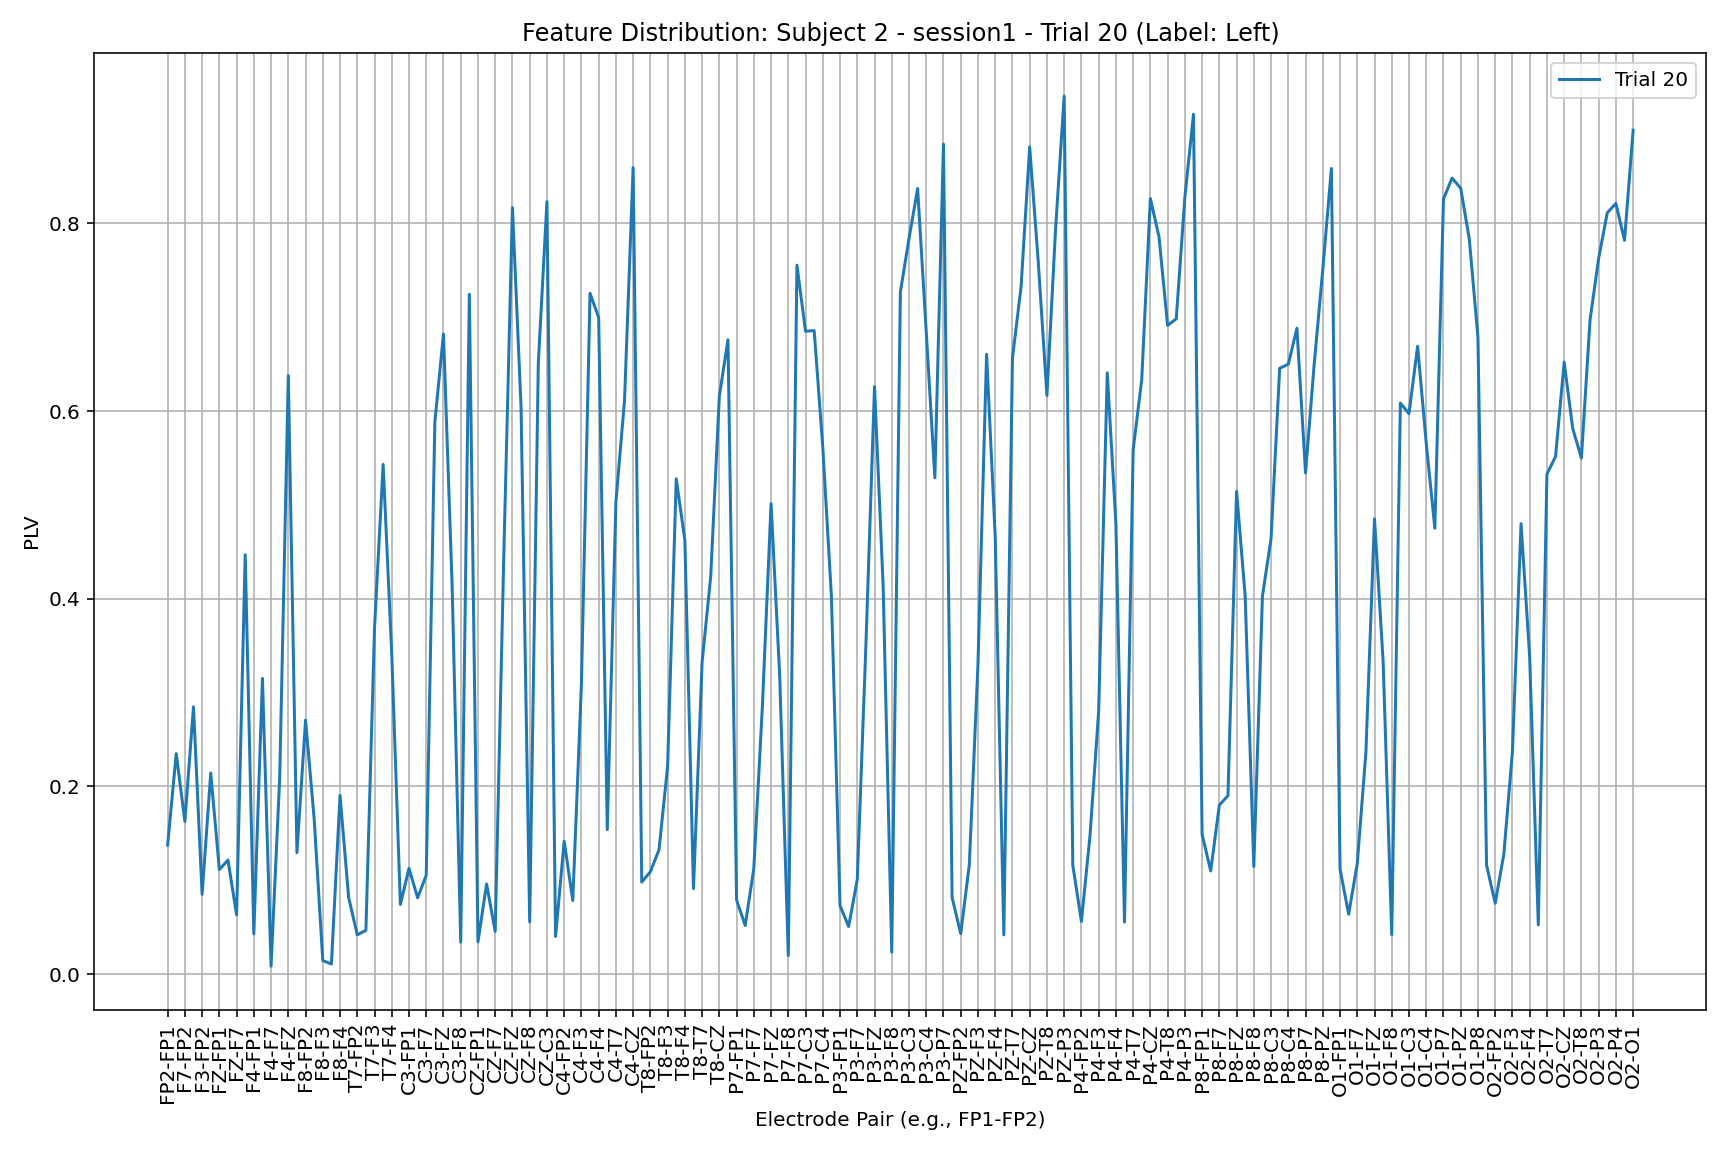 Feature Distribution: Subject 2 - session1 - Trial 20 (Label: Left)
Trial 20
PLV
0.8
0.6
0.4
0.2
0.0
FP2-FP1
F7-FP2
F3-FP2
FZ-FP1
FZ-F7
F4-FP1
F4-F7
F4-FZ
F8-FP2
F8-F3
F8-F4
T7-FP2
T7-F3
T7-F4
C3-FP1
C3-F7
C3-FZ
C3-F8
CZ-FP1
CZ-F7
CZ-FZ
CZ-F8
CZ-C3
C4-FP2
C4-F3
C4-F4
C4-T7
C4-CZ
T8-FP2
T8-F3
T8-F4
T8-T7
T8-CZ
P7-FP1
P7-F7
P7-FZ
P7-F8
P7-C3
P7-C4
P3-FP1
P3-F7
P3-FZ
P3-F8
P3-C3
P3-C4
P3-P7
PZ-FP2
PZ-F3
PZ-F4
PZ-T7
PZ-CZ
PZ-T8
PZ-P3
P4-FP2
P4-F3
P4-F4
P4-T7
P4-CZ
P4-T8
P4-P3
P8-FP1
P8-F7
P8-FZ
P8-F8
P8-C3
P8-C4
P8-P7
P8-PZ
O1-FP1
O1-F7
O1-FZ
O1-F8
O1-C3
O1-C4
O1-P7
O1-PZ
O1-P8
O2-FP2
O2-F3
O2-F4
O2-T7
O2-CZ
O2-T8
O2-P3
O2-P4
O2-O1
Electrode Pair (e.g., FP1-FP2)